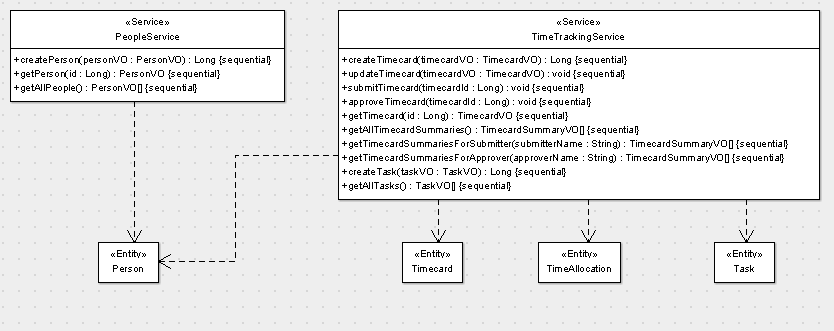 «Service»
PeopleService
+createPerson(personVO : PersonVO) : Long {sequential}
+getPerson(id : Long) : PersonVO {sequential}
+getAllPeople() : PersonVO[] {sequential}
«Service»
TimeTrackingService
+createTimecard(timecardVO : TimecardVO) : Long {sequential}
+updateTimecard(timecardVO : TimecardVO) : void {sequential}
+submitTimecard(timecardId : Long) : void {sequential}
+approveTimecard(timecardId : Long) : void {sequential}
+getTimecard(id : Long) : TimecardVO {sequential}
+getAllTimecardSummaries() : TimecardSummaryVO[] {sequential}
+getTimecardSummariesForSubmitter(submitterName : String) : TimecardSummaryVO[] {sequential}
+getTimecardSummariesForApprover(approverName : String) : TimecardSummaryVO[] {sequential}
+createTask(taskVO : TaskVO) : Long {sequential}
+getAllTasks() : TaskVO[] {sequential}
«Entity»
Person
«Entity»
Timecard
«Entity»
TimeAllocation
«Entity»
Task